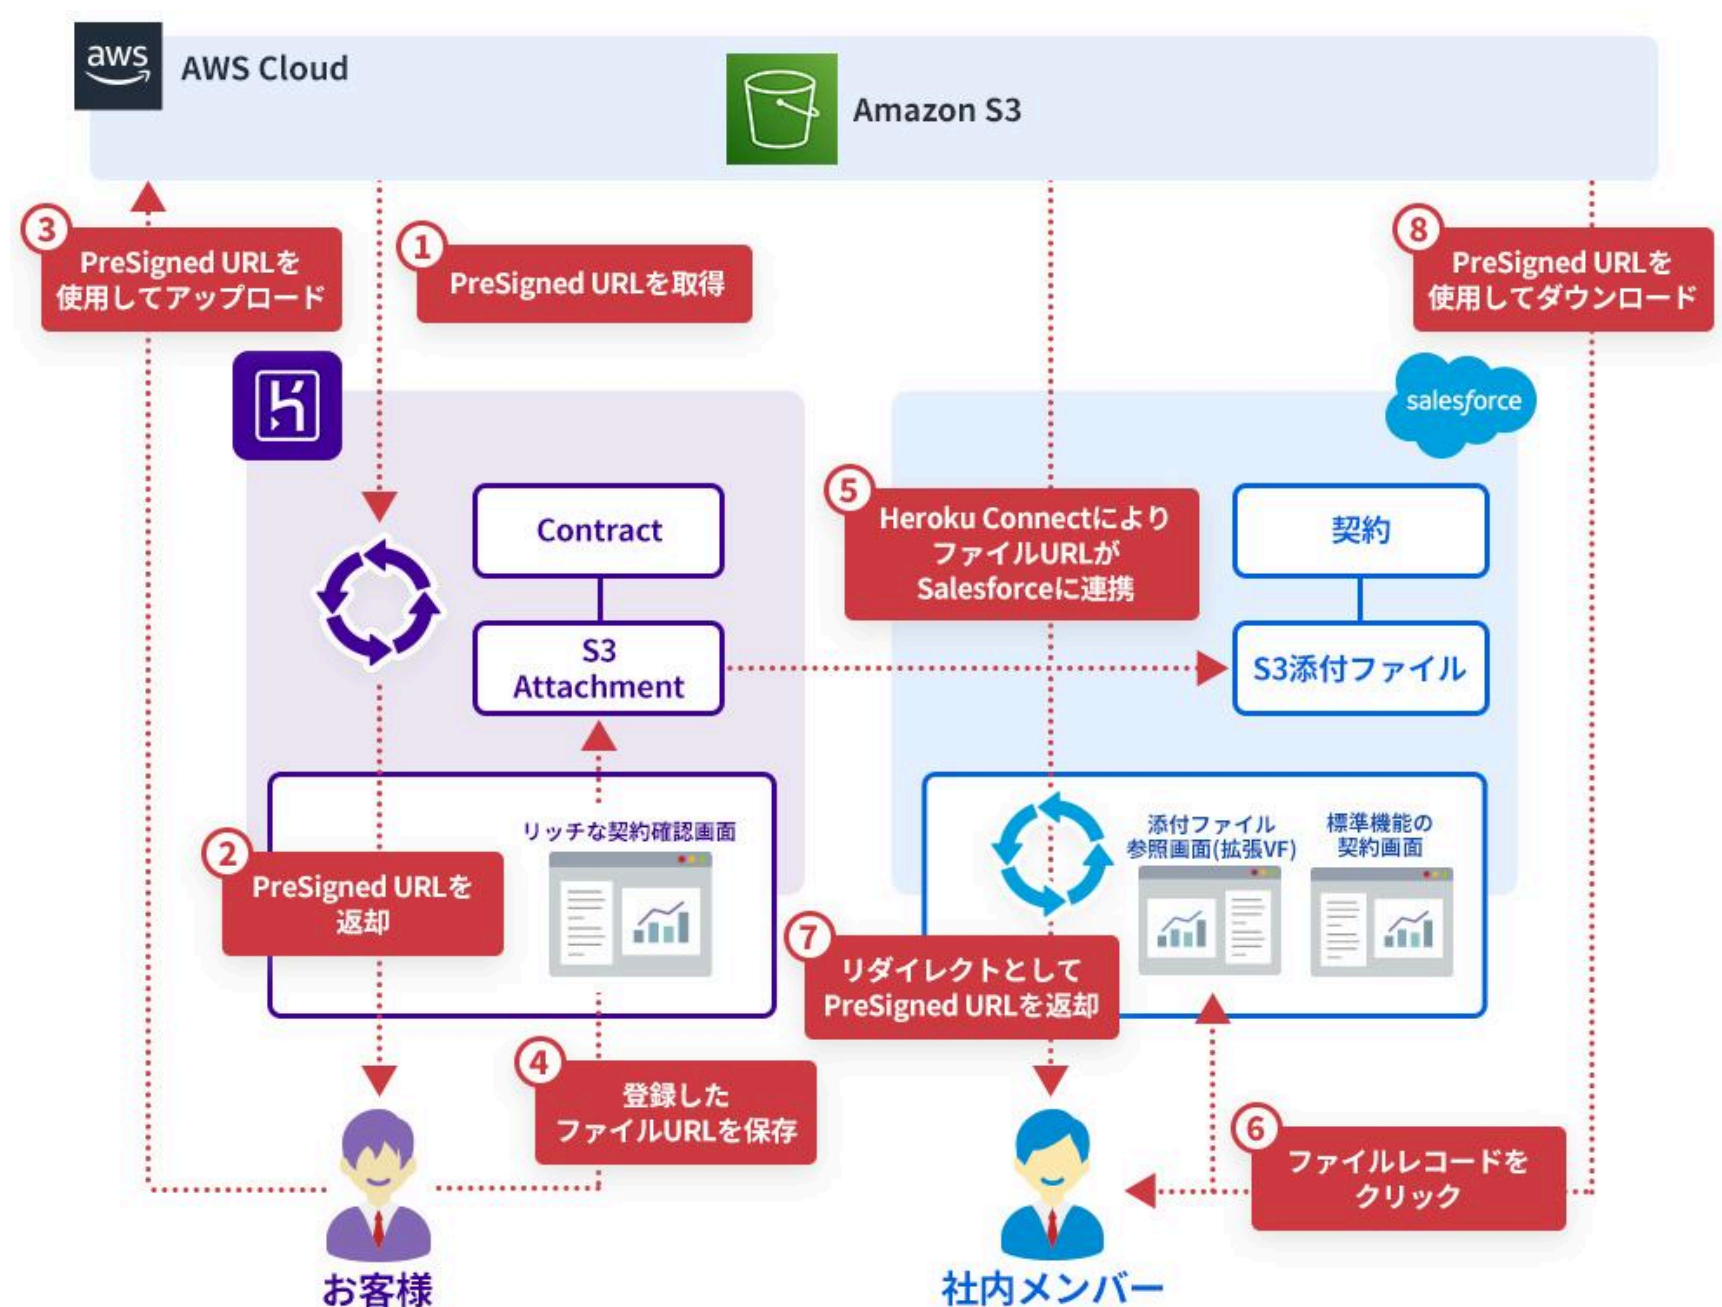 aws
AWS Cloud
Amazon S3
3
PreSigned URLを
使用してアップロード
1
PreSigned URLを取得
8
PreSigned URLを
使用してダウンロード
salesforce
Contract
S3
Attachment
5
Heroku Connectにより
ファイルURLが
Salesforceに連携
契約
S3添付ファイル
2
PreSigned URLを
返却
リッチな契約確認画面
添付ファイル
参照画面(拡張VF)
標準機能の
契約画面
7
リダイレクトとして
PreSigned URLを返却
4
登録した
ファイルURLを保存
6
ファイルレコードを
クリック
お客様
社内メンバー